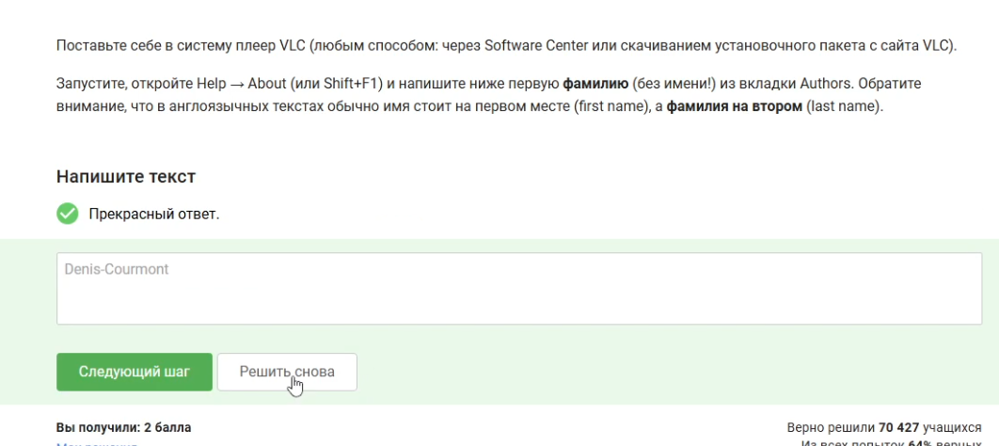 Поставьте себе в систему плеер VLC (любым способом: через Software Center или скачиванием установочного пакета с сайта VLC).
Запустите, откройте Help → About (или Shift+F1) и напишите ниже первую фамилию (без имени!) из вкладки Authors. Обратите
внимание, что в англоязычных текстах обычно имя стоит на первом месте (first name), а фамилия на втором (last name).
Напишите текст
Прекрасный ответ.
Denis-Courmont
Следующий шаг
Решить снова
Вы получили: 2 балла
Верно решили 70 427 учащихся
Из всех попыток 64% верных